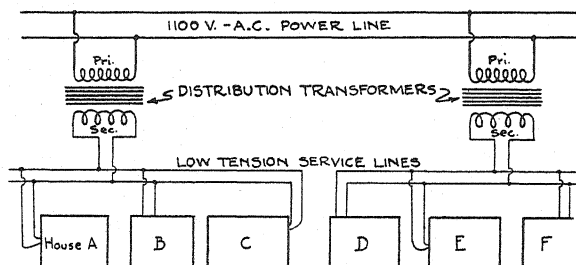 1100 V. - A.C. POWER LINE
Pri.
Pri.
DISTRIBUTION TRANSFORMERS
Sec.
Sec.
LOW TENSION SERVICE LINES
House A
B
C
D
E
F